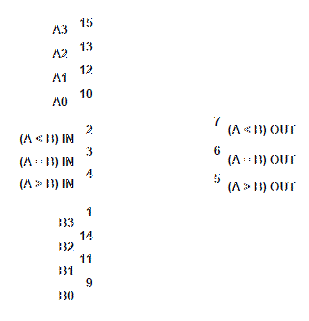 A3 15
A2 13
A1 12
A0 10
(A < B) IN 2
(A = B) IN 3
(A > B) IN 4
7 (A < B) OUT
6 (A = B) OUT
5 (A > B) OUT
B3 1
B2 14
B1 11
B0 9